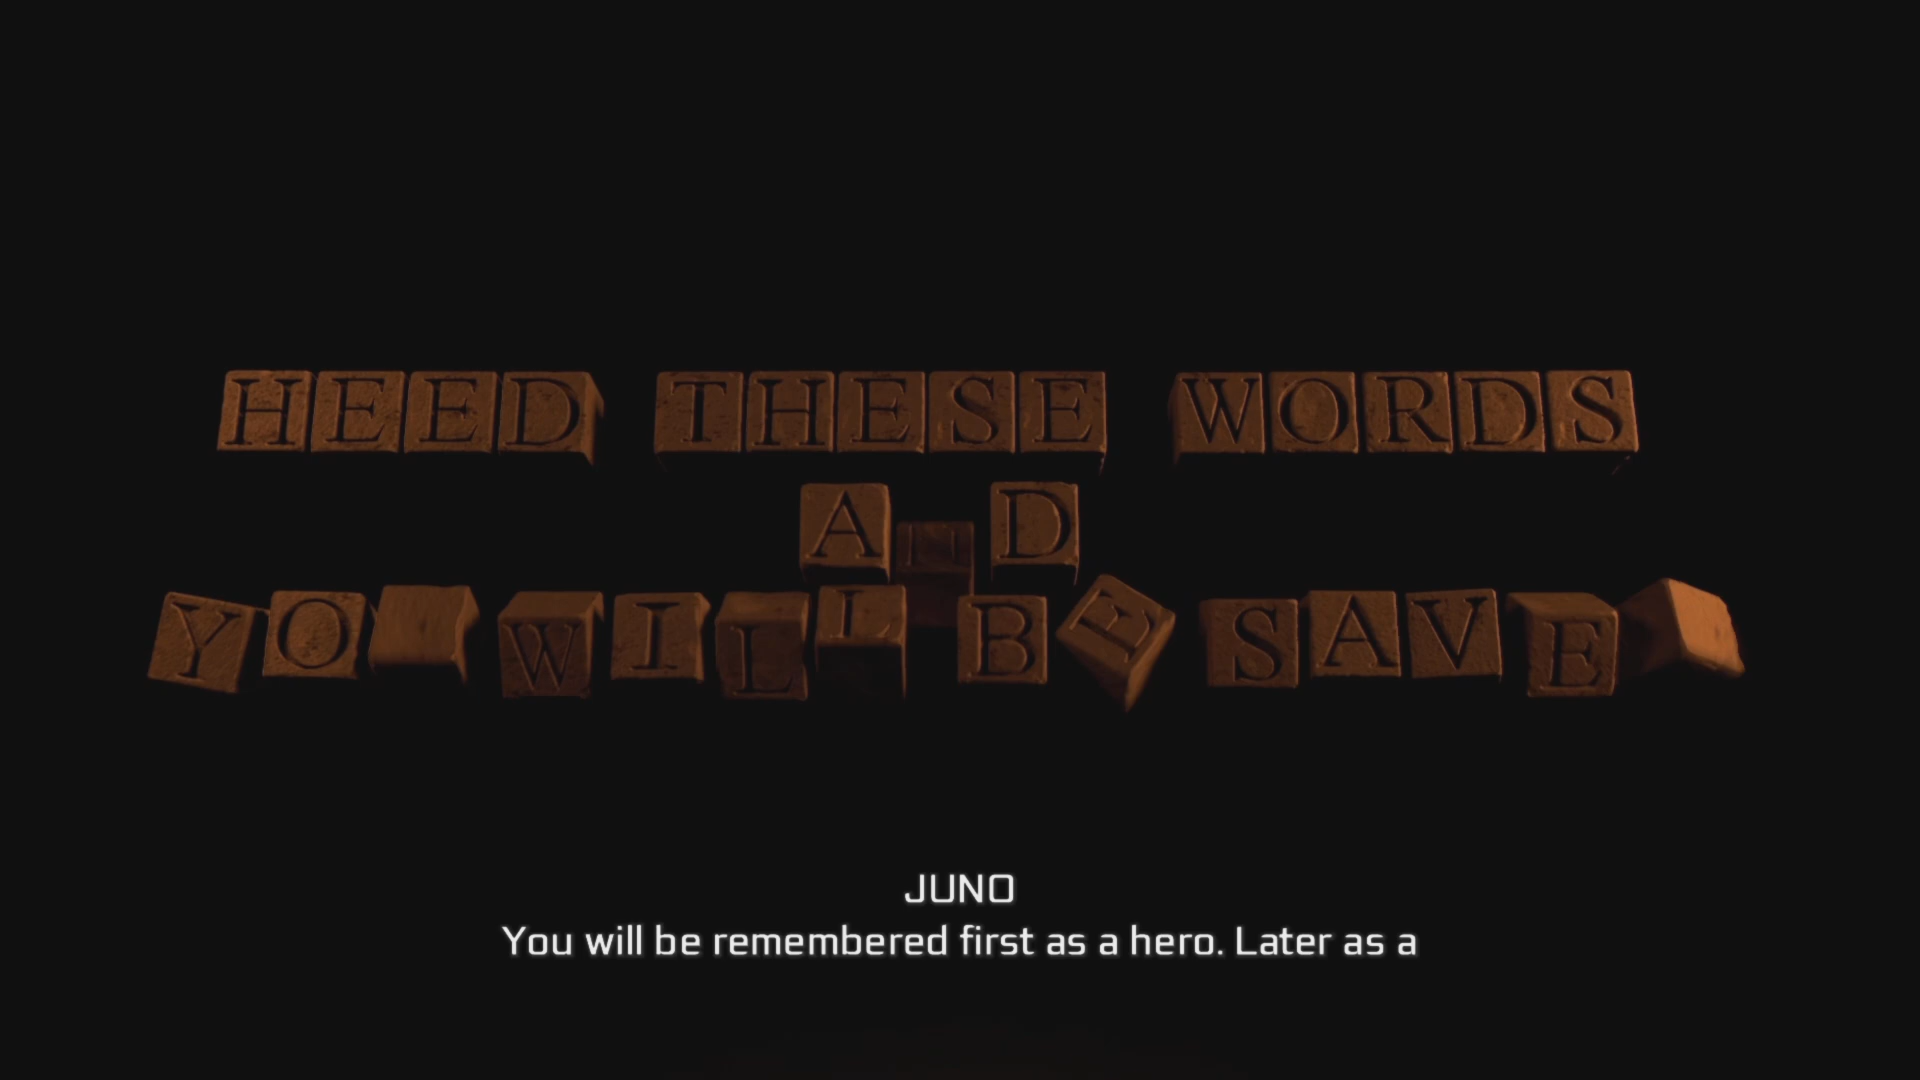 HEED THESE WORDS
A D
YO WILL BE SAVE
JUNO
You will be remembered first as a hero. Later as a